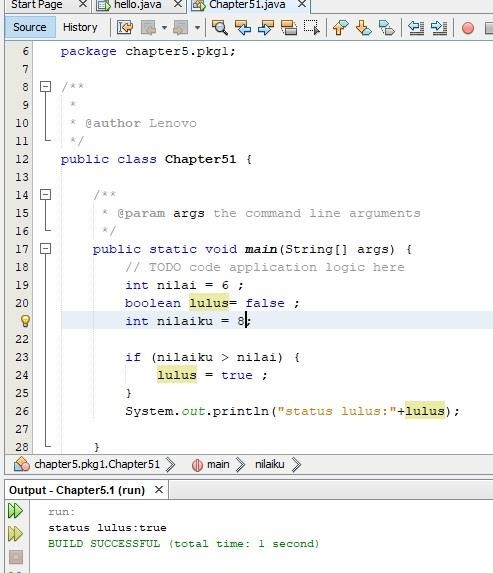 Start Page hello.java Chapter51.java
Source History
6 package chapter5.pkg1;
7
8 /**
9 *
10 * @author Lenovo
11 */
12 public class Chapter51 {
13
14 /**
15 * @param args the command line arguments
16 */
17 public static void main(String[] args) {
18 // TODO code application logic here
19 int nilai = 6 ;
20 boolean lulus= false ;
int nilaiku = 8;
22
23 if (nilaiku > nilai) {
24 lulus = true ;
25 }
26 System.out.println("status lulus:"+lulus);
27
28 }
chapter5.pkg1.Chapter51 main nilaiku
Output - Chapter5.1 (run)
run:
status lulus:true
BUILD SUCCESSFUL (total time: 1 second)